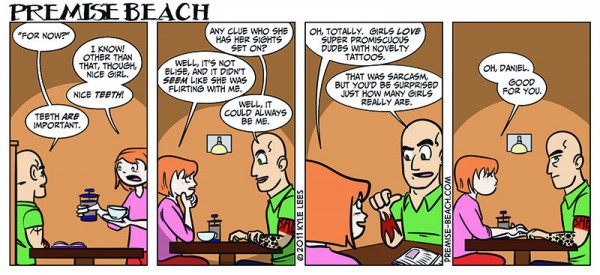 PREMISE BEACH
"FOR NOW?"
I KNOW!
OTHER
THAN
THAT, THOUGH,
NICE GIRL.
NICE TEETH!
TEETH ARE
IMPORTANT.
ANY CLUE WHO SHE
HAS HER SIGHTS
SET ON?
WELL, IT'S NOT
ELISE, AND IT DIDN'T
SEEM LIKE SHE WAS
FLIRTING WITH ME.
WELL, IT
COULD ALWAYS
BE ME.
© 2011 KYLE LEES
OH, TOTALLY. GIRLS LOVE
SUPER PROMISCUOUS
DUDES WITH NOVELTY
TATTOOS.
THAT WAS SARCASM,
BUT YOU'D BE SURPRISED
JUST HOW MANY GIRLS
REALLY ARE.
PREMISE-BEACH.COM
OH, DANIEL.
GOOD
FOR YOU.